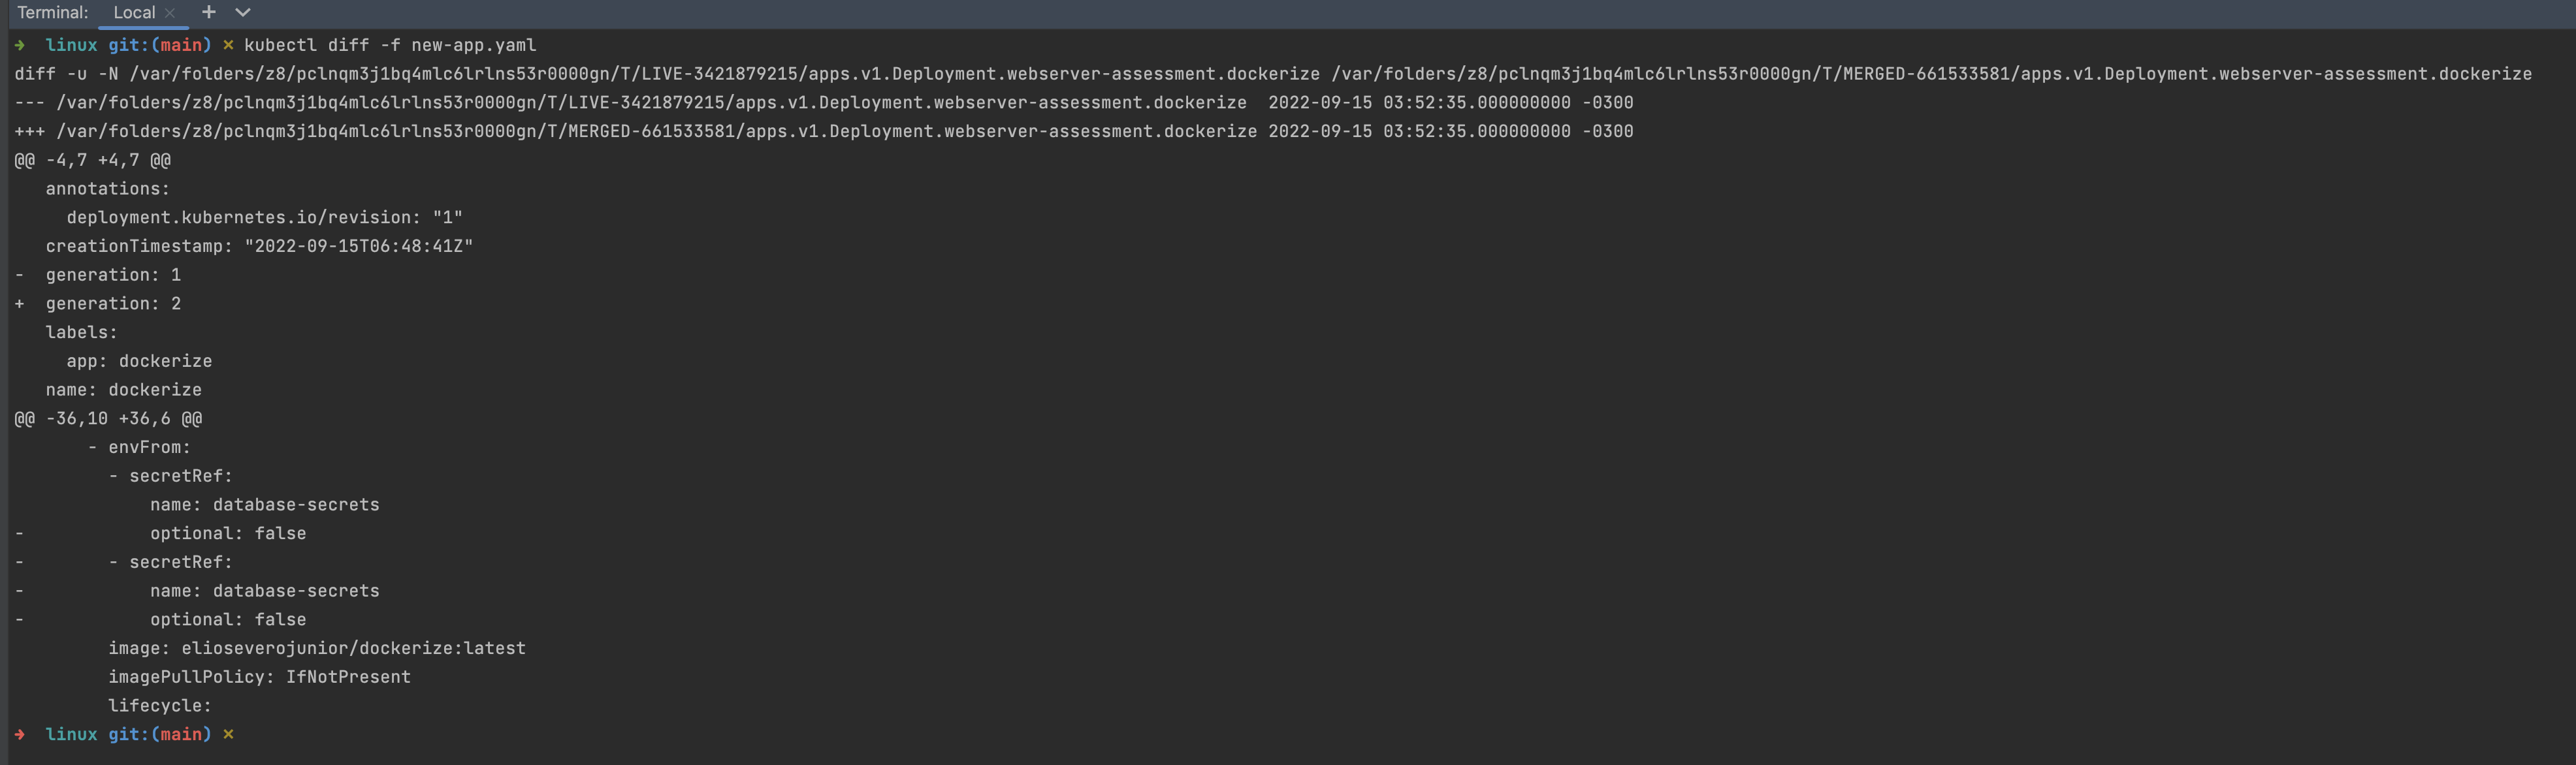 Terminal: Local × + 
➜ linux git:(main) × kubectl diff -f new-app.yaml
diff -u -N /var/folders/z8/pclnqm3j1bq4mlc6lrlns53r0000gn/T/LIVE-3421879215/apps.v1.Deployment.webserver-assessment.dockerize /var/folders/z8/pclnqm3j1bq4mlc6lrlns53r0000gn/T/MERGED-661533581/apps.v1.Deployment.webserver-assessment.dockerize
--- /var/folders/z8/pclnqm3j1bq4mlc6lrlns53r0000gn/T/LIVE-3421879215/apps.v1.Deployment.webserver-assessment.dockerize  2022-09-15 03:52:35.000000000 -0300
+++ /var/folders/z8/pclnqm3j1bq4mlc6lrlns53r0000gn/T/MERGED-661533581/apps.v1.Deployment.webserver-assessment.dockerize 2022-09-15 03:52:35.000000000 -0300
@@ -4,7 +4,7 @@
   annotations:
     deployment.kubernetes.io/revision: "1"
   creationTimestamp: "2022-09-15T06:48:41Z"
-  generation: 1
+  generation: 2
   labels:
     app: dockerize
   name: dockerize
@@ -36,10 +36,6 @@
       - envFrom:
         - secretRef:
             name: database-secrets
-            optional: false
-        - secretRef:
-            name: database-secrets
-            optional: false
         image: elioseverojunior/dockerize:latest
         imagePullPolicy: IfNotPresent
         lifecycle:
➜ linux git:(main) ×